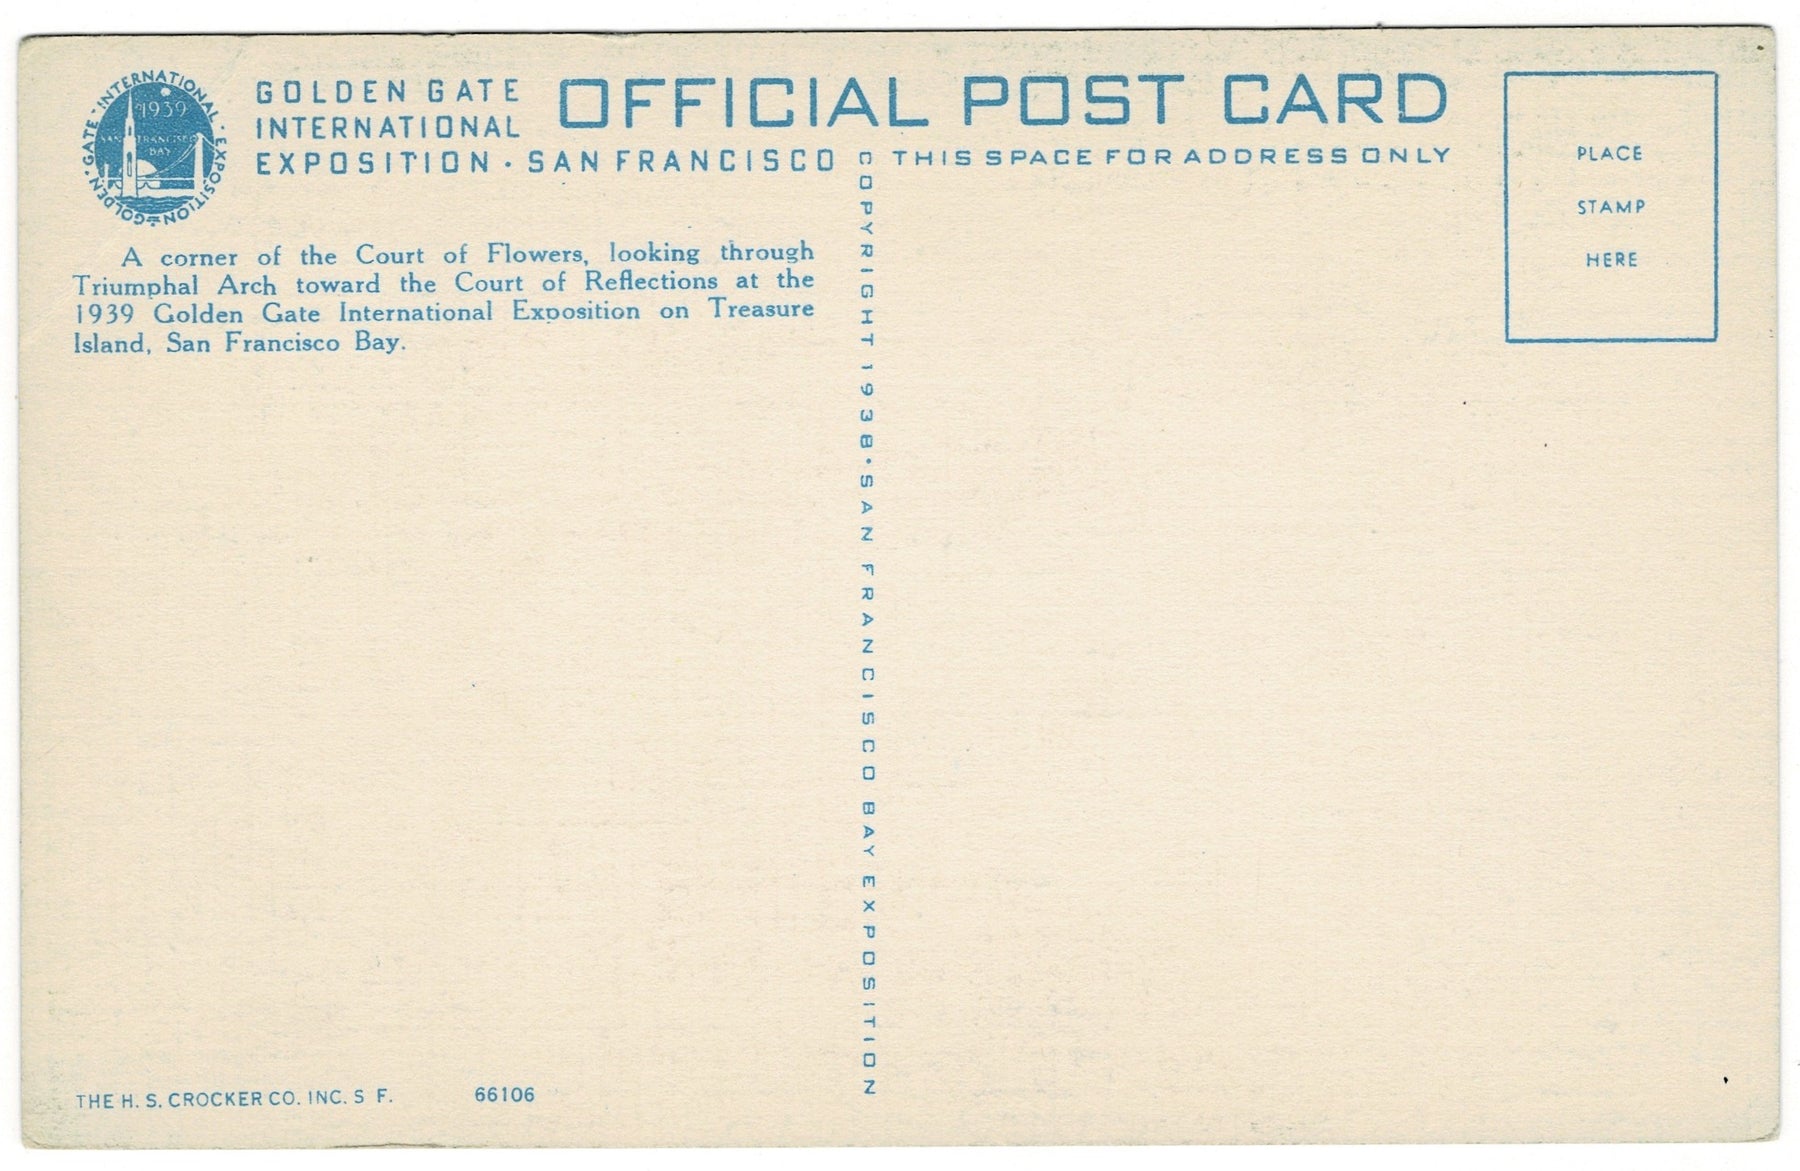 GOLDEN·GATE·INTERNATIONAL·EXPOSITION·
1939
SAN FRANCISCO
BAY
GOLDEN GATE
INTERNATIONAL
EXPOSITION · SAN FRANCISCO
OFFICIAL POST CARD
THIS SPACE FOR ADDRESS ONLY
PLACE
STAMP
HERE
A corner of the Court of Flowers, looking through
Triumphal Arch toward the Court of Reflections at the
1939 Golden Gate International Exposition on Treasure
Island, San Francisco Bay.
COPYRIGHT 1938 · SAN FRANCISCO BAY EXPOSITION
THE H. S. CROCKER CO. INC. S F.
66106